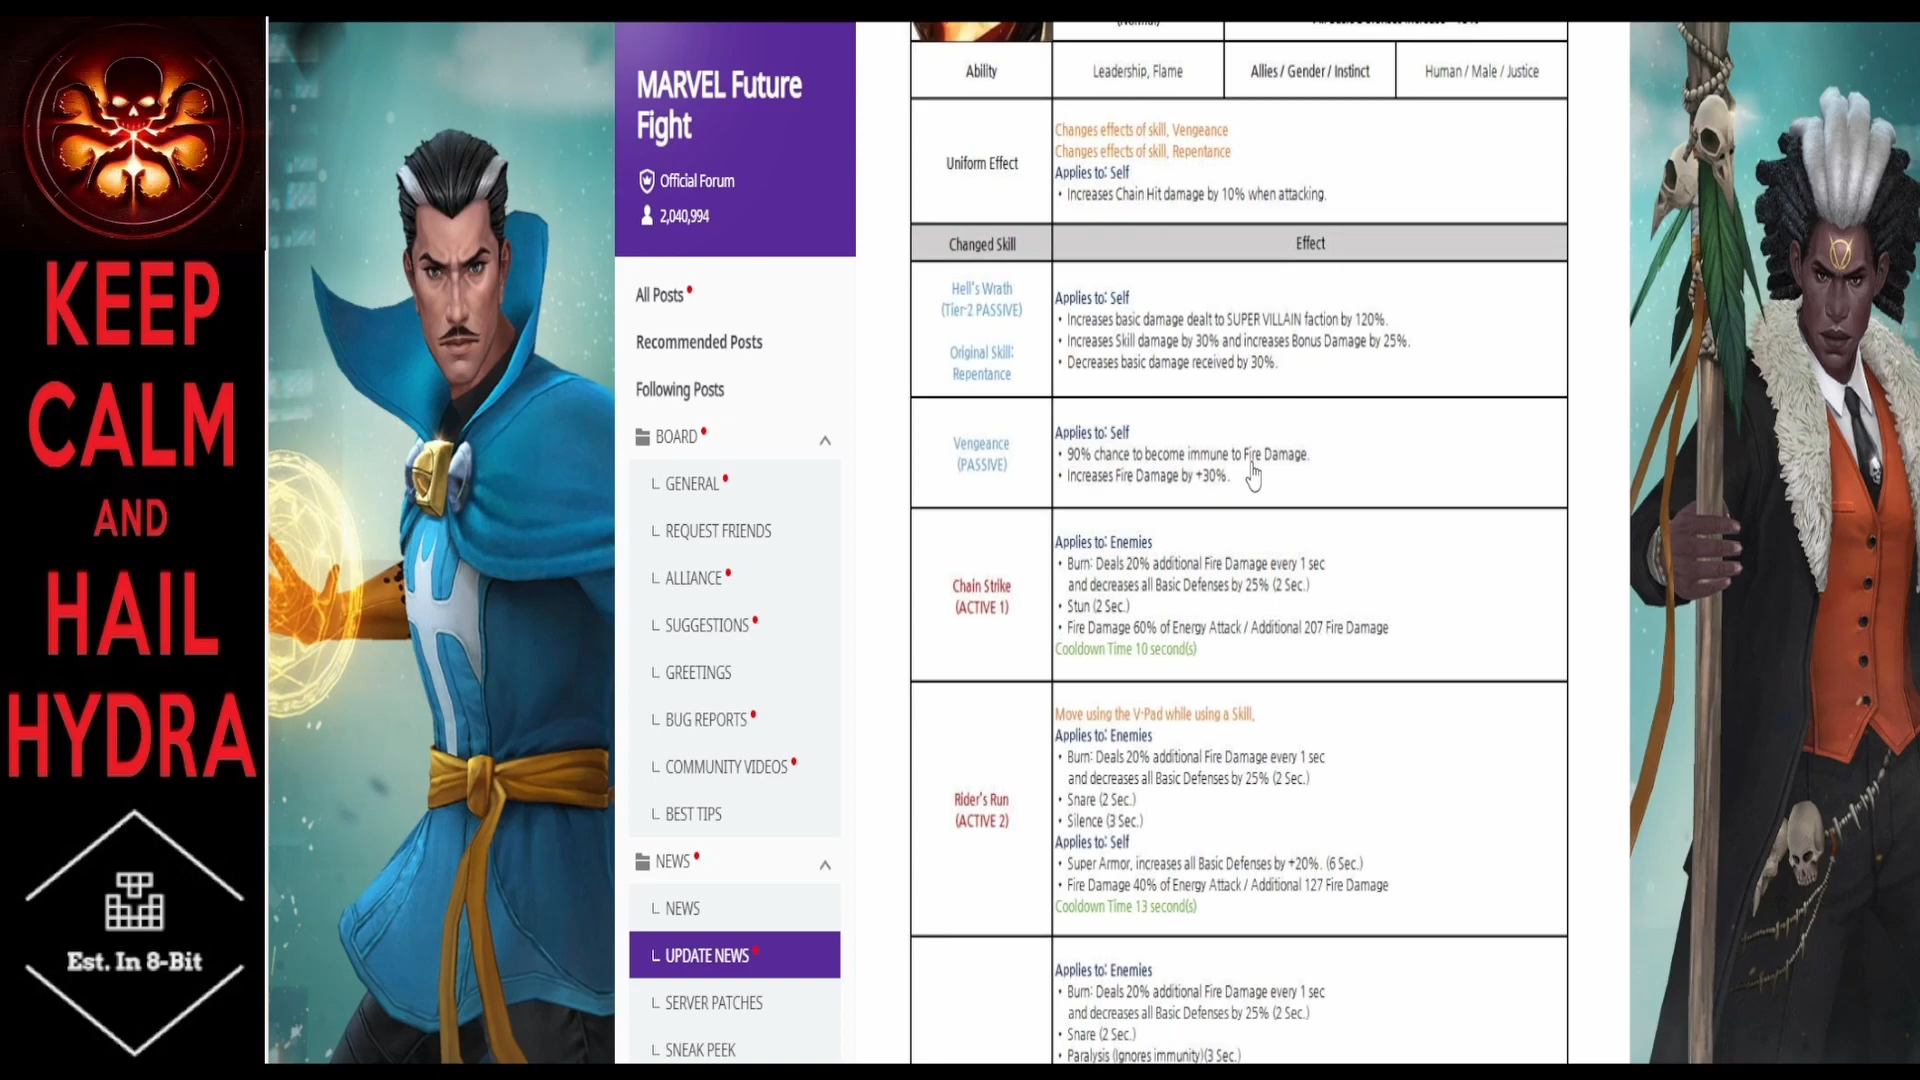 KEEP
CALM
AND
HAIL
HYDRA
Est. In 8-Bit
MARVEL Future
Fight
Official Forum
2,040,994
All Posts
Recommended Posts
Following Posts
BOARD
GENERAL
REQUEST FRIENDS
ALLIANCE
SUGGESTIONS
GREETINGS
BUG REPORTS
COMMUNITY VIDEOS
BEST TIPS
NEWS
NEWS
UPDATE NEWS
SERVER PATCHES
SNEAK PEEK
Ability
Leadership, Flame
Allies / Gender / Instinct
Human / Male / Justice
Uniform Effect
Changes effects of skill, Vengeance
Changes effects of skill, Repentance
Applies to: Self
• Increases Chain Hit damage by 10% when attacking.
Changed Skill
Effect
Hell's Wrath
(Tier-2 PASSIVE)
Original Skill:
Repentance
Applies to: Self
• Increases basic damage dealt to SUPER VILLAIN faction by 120%.
• Increases Skill damage by 30% and increases Bonus Damage by 25%.
• Decreases basic damage received by 30%.
Vengeance
(PASSIVE)
Applies to: Self
• 90% chance to become immune to Fire Damage.
• Increases Fire Damage by +30%.
Chain Strike
(ACTIVE 1)
Applies to: Enemies
• Burn: Deals 20% additional Fire Damage every 1 sec
and decreases all Basic Defenses by 25% (2 Sec.)
• Stun (2 Sec.)
• Fire Damage 60% of Energy Attack / Additional 207 Fire Damage
Cooldown Time 10 second(s)
Rider's Run
(ACTIVE 2)
Move using the V-Pad while using a Skill.
Applies to: Enemies
• Burn: Deals 20% additional Fire Damage every 1 sec
and decreases all Basic Defenses by 25% (2 Sec.)
• Snare (2 Sec.)
• Silence (3 Sec.)
Applies to: Self
• Super Armor, increases all Basic Defenses by +20%. (6 Sec.)
• Fire Damage 40% of Energy Attack / Additional 127 Fire Damage
Cooldown Time 13 second(s)
Applies to: Enemies
• Burn: Deals 20% additional Fire Damage every 1 sec
and decreases all Basic Defenses by 25% (2 Sec.)
• Snare (2 Sec.)
• Paralysis (Ignores immunity)(3 Sec.)